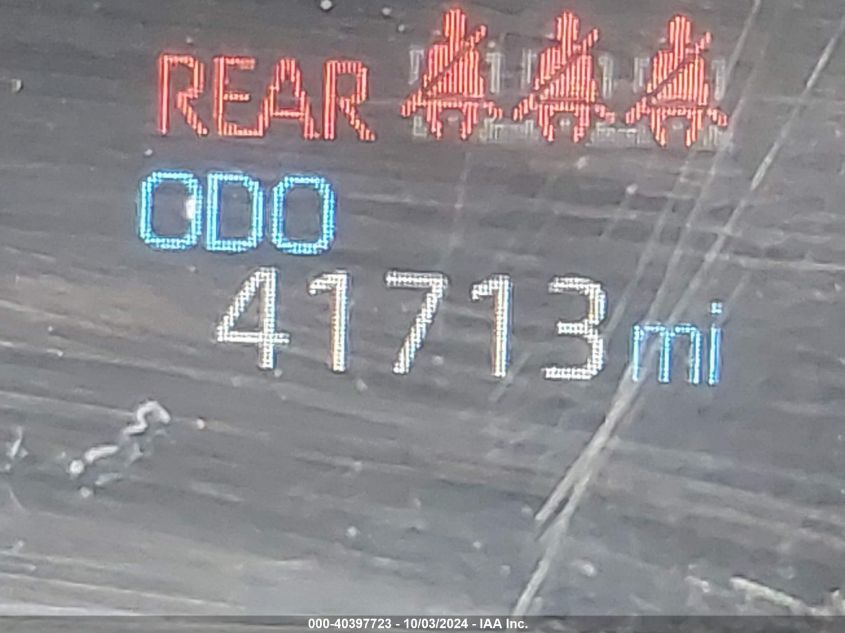 REAR
ODO
41713 mi
000-40397723 - 10/03/2024 - IAA Inc.